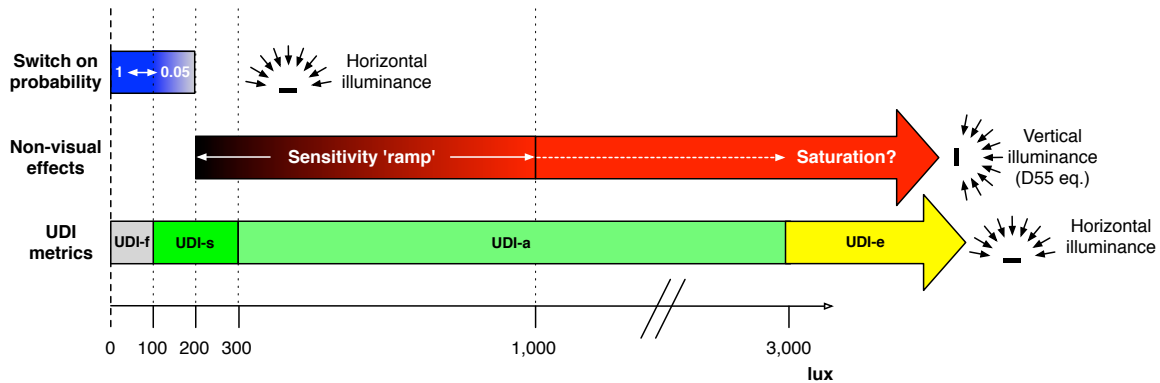 Switch on
probability
1
0.05
Horizontal
illuminance
Non-visual
effects
Sensitivity 'ramp'
Saturation?
Vertical
illuminance
(D55 eq.)
UDI
metrics
UDI-f
UDI-s
UDI-a
UDI-e
Horizontal
illuminance
0
100
200
300
1,000
3,000
lux